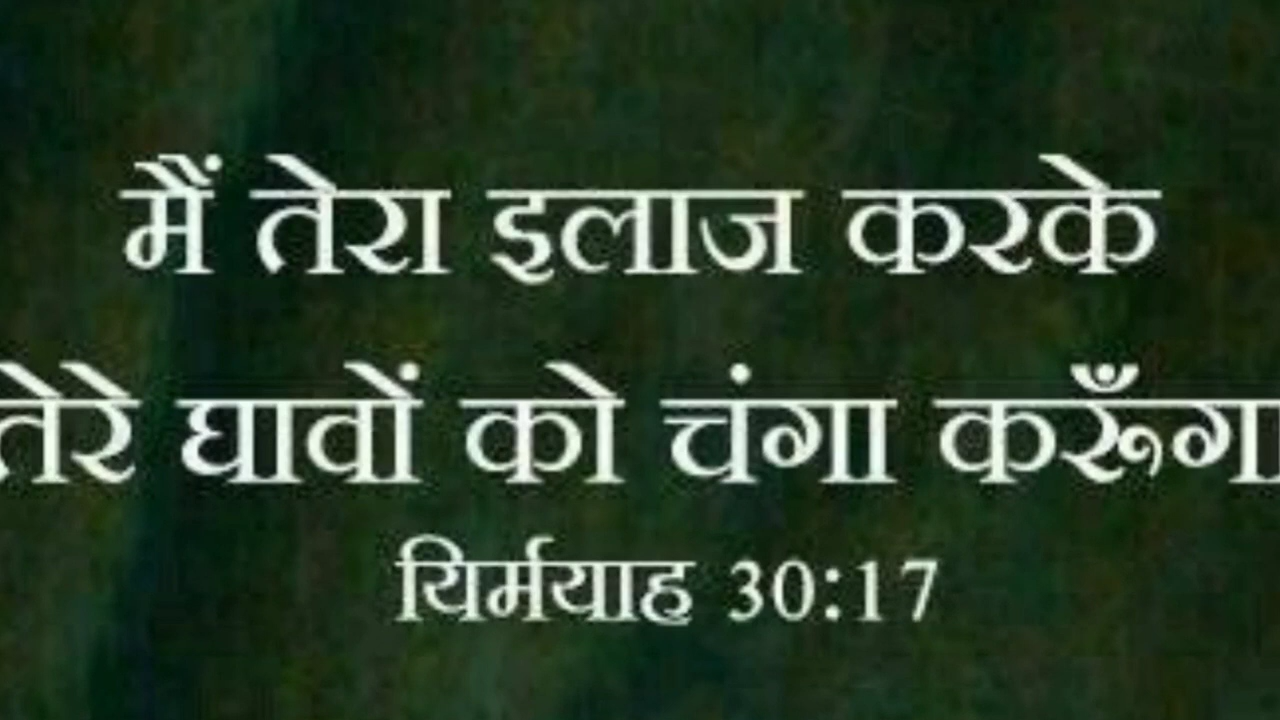 मैं तेरा इलाज करके
तेरे घावों को चंगा करूँगा
यिर्मयाह 30:17